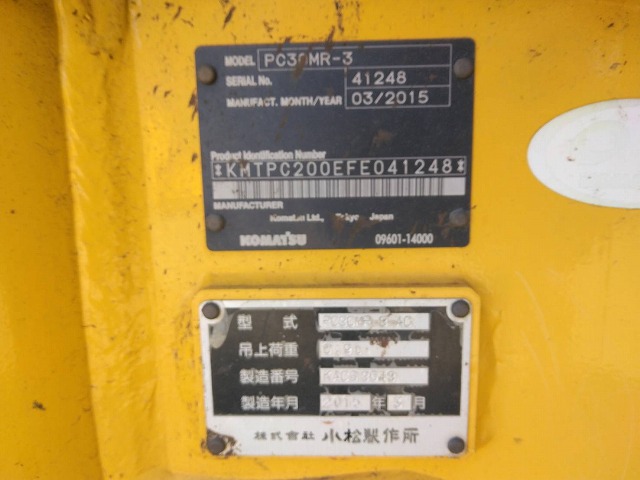 MODEL PC30MR-3
SERIAL No. 41248
MANUFACT. MONTH/YEAR 03/2015
Product Identification Number
*KMTPC200EFE041248*
MANUFACTURER
Komatsu Ltd., Tokyo Japan
KOMATSU 09601-14000
型式
吊上荷重
製造番号
製造年月 2015 年 月
株式会社 小松製作所